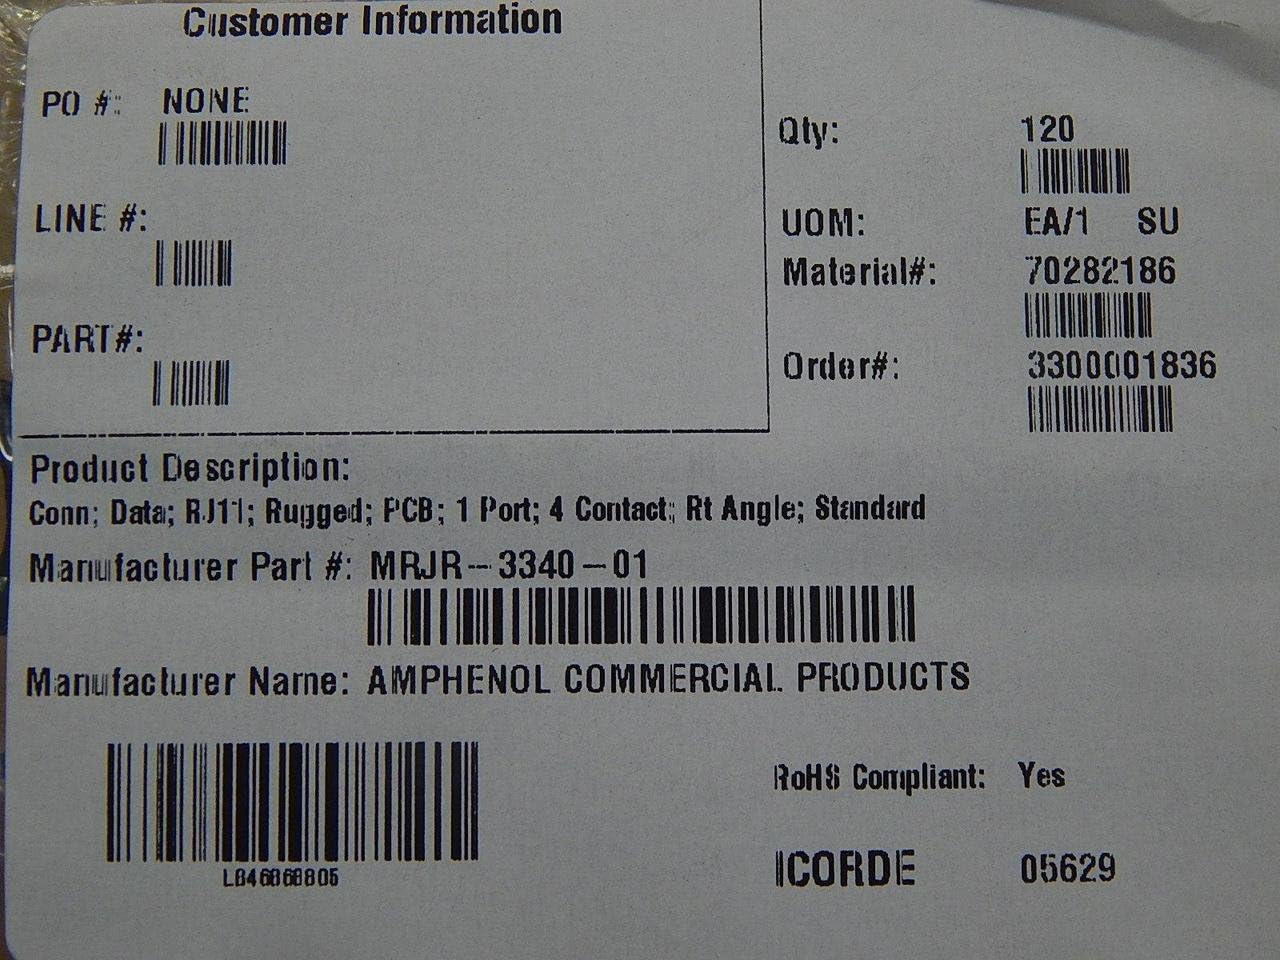 Customer Information
PO #: NONE
LINE #:
PART#:
Qty: 120
UOM: EA/1 SU
Material#: 70282186
Order#: 3300001836
Product Description:
Conn; Data; RJ11; Rugged; PCB; 1 Port; 4 Contact; Rt Angle; Standard
Manufacturer Part #: MRJR-3340-01
Manufacturer Name: AMPHENOL COMMERCIAL PRODUCTS
RoHS Compliant: Yes
ICORDE 05629